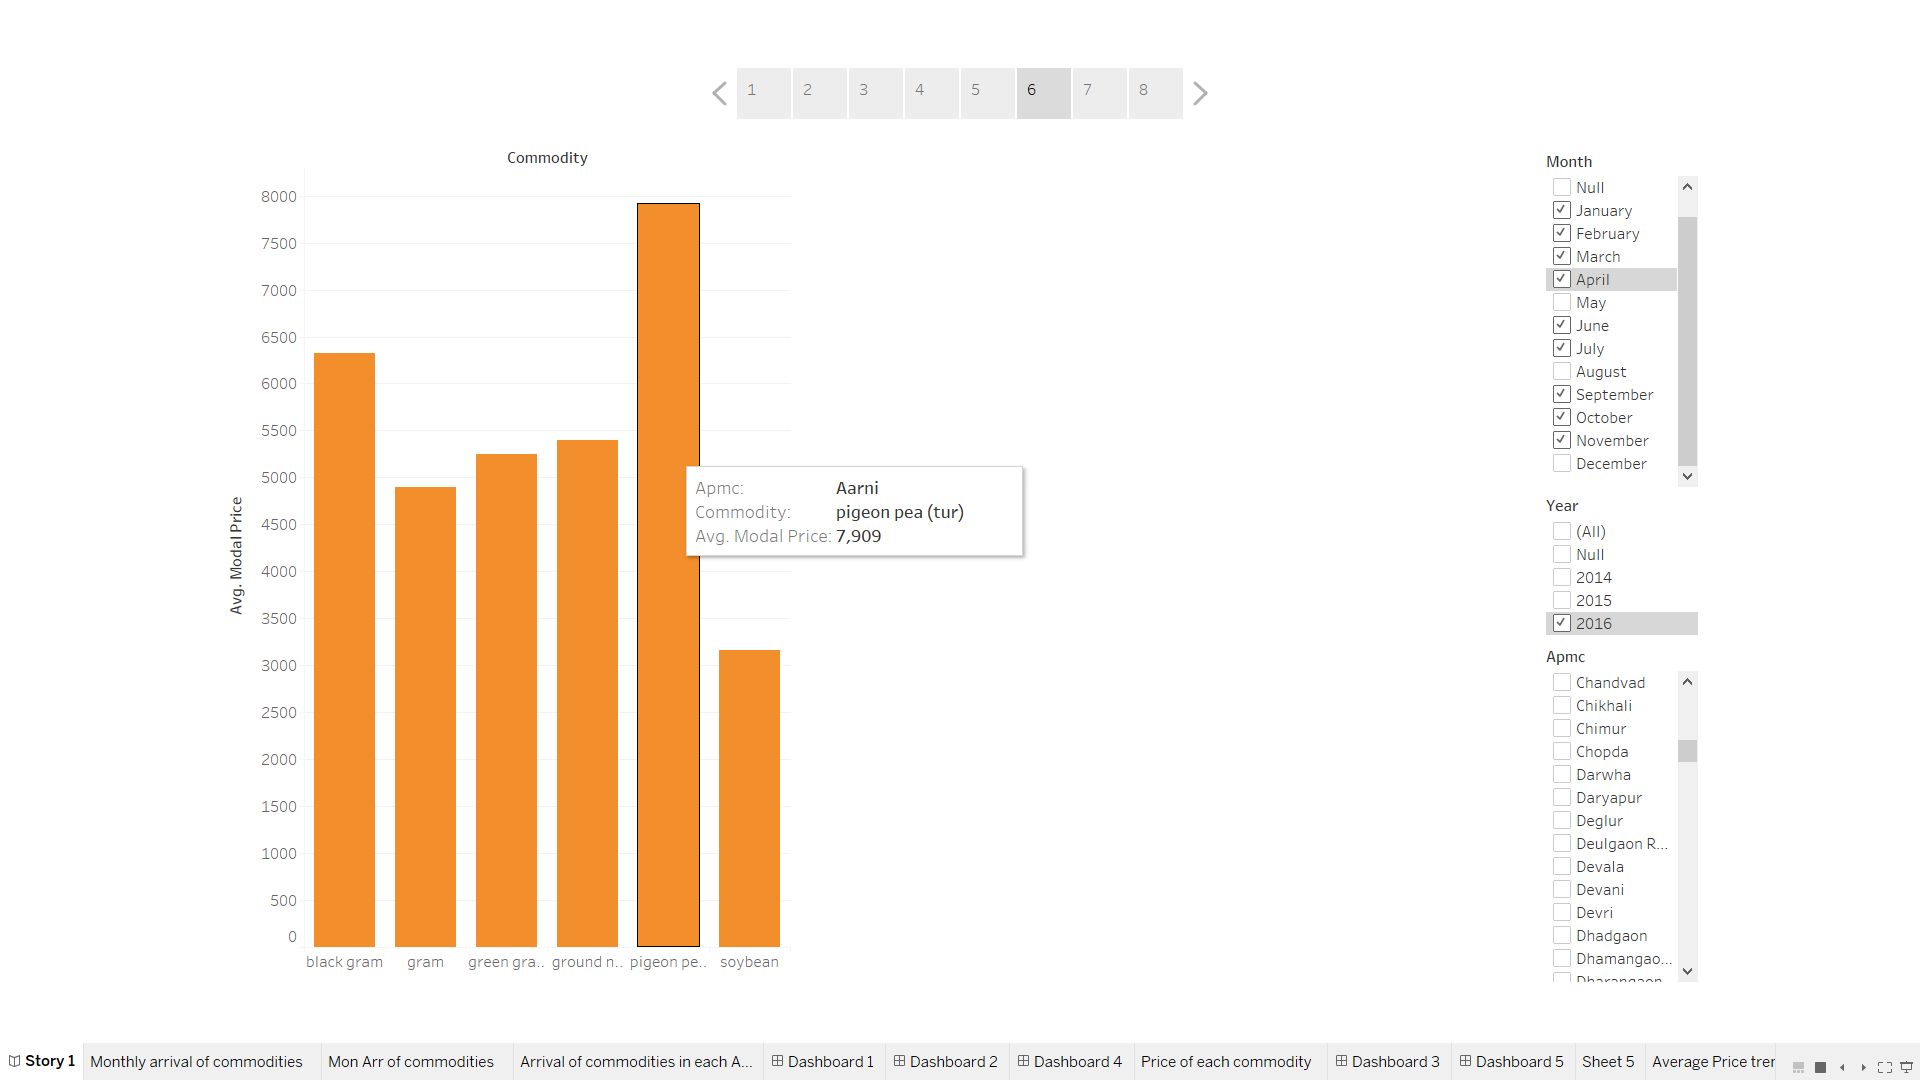 1 2 3 4 5 6 7 8
Commodity
8000
7500
7000
6500
6000
5500
5000
4500
4000
3500
3000
2500
2000
1500
1000
500
0
Avg. Modal Price
black gram gram green gra.. ground n.. pigeon pe.. soybean
Apmc: Aarni
Commodity: pigeon pea (tur)
Avg. Modal Price: 7,909
Month
Null
January
February
March
April
May
June
July
August
September
October
November
December
Year
(All)
Null
2014
2015
2016
Apmc
Chandvad
Chikhali
Chimur
Chopda
Darwha
Daryapur
Deglur
Deulgaon R...
Devala
Devani
Devri
Dhadgaon
Dhamangao...
Dharangaon
Story 1 Monthly arrival of commodities Mon Arr of commodities Arrival of commodities in each A... Dashboard 1 Dashboard 2 Dashboard 4 Price of each commodity Dashboard 3 Dashboard 5 Sheet 5 Average Price trer